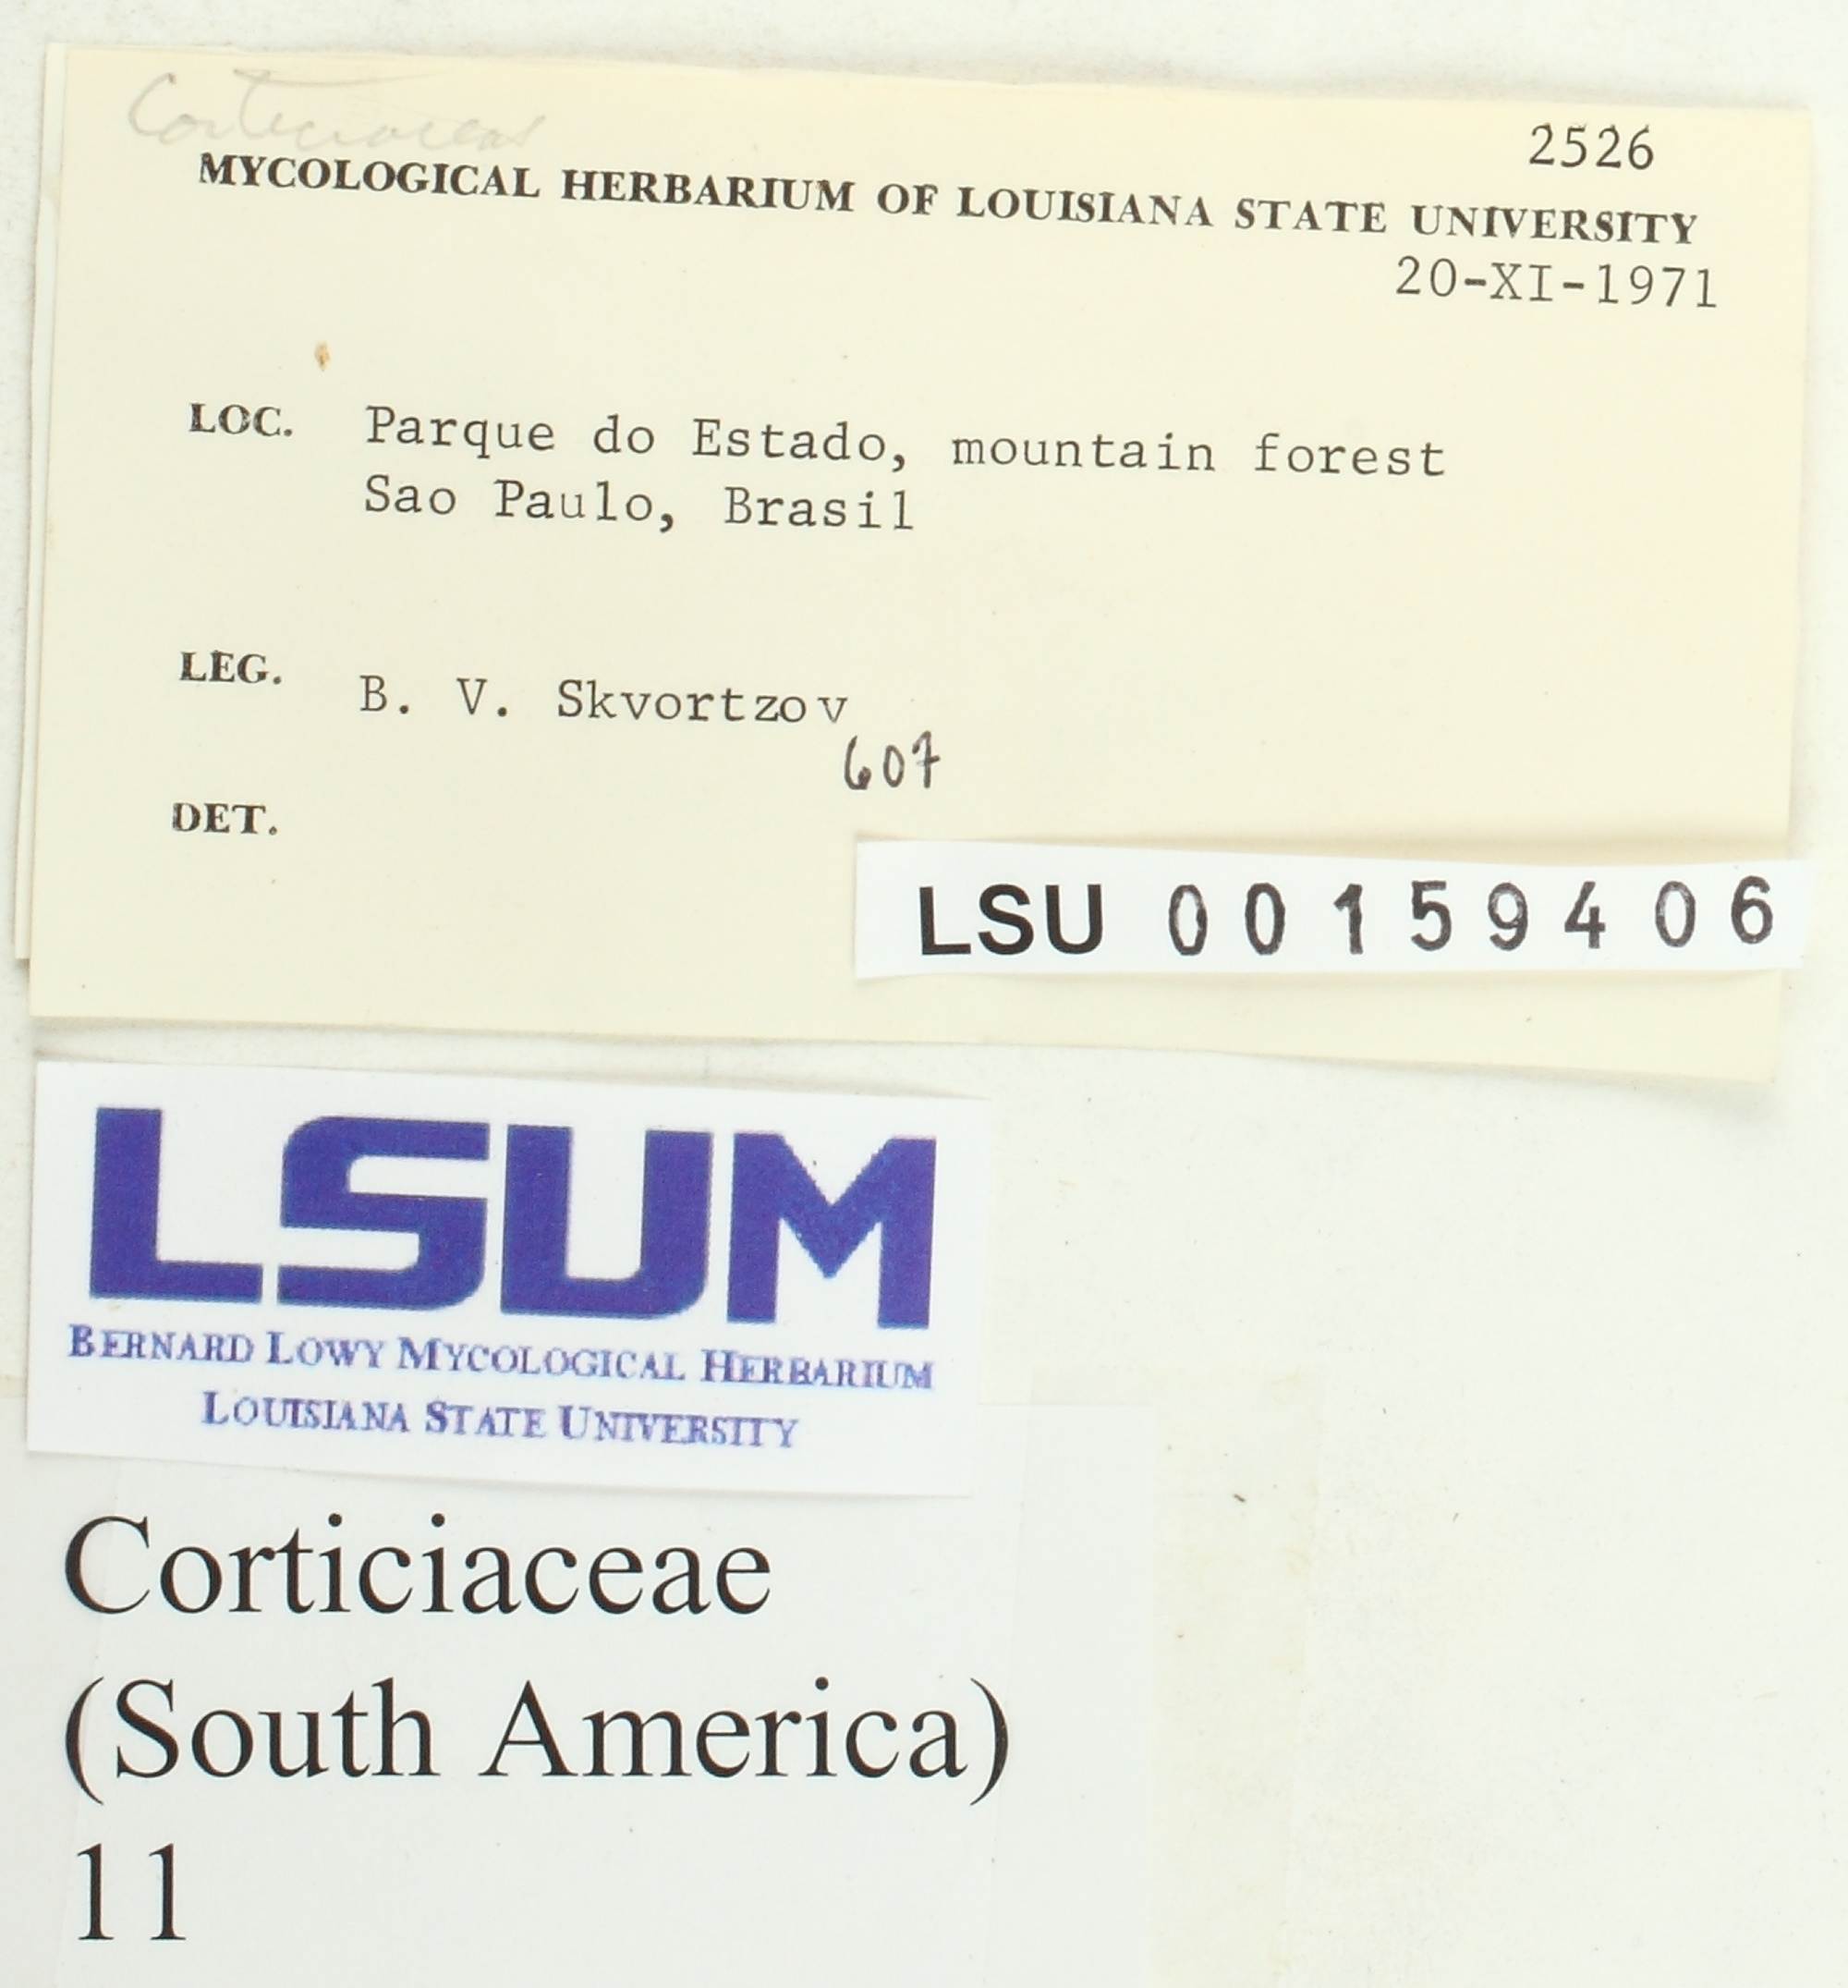 2526
MYCOLOGICAL HERBARIUM OF LOUISIANA STATE UNIVERSITY
20-XI-1971
LOC. Parque do Estado, mountain forest
Sao Paulo, Brasil
LEG. B. V. Skvortzov
607
DET.
LSU 00159406
LSUM
BERNARD LOWY MYCOLOGICAL HERBARIUM
LOUISIANA STATE UNIVERSITY
Corticiaceae
(South America)
11